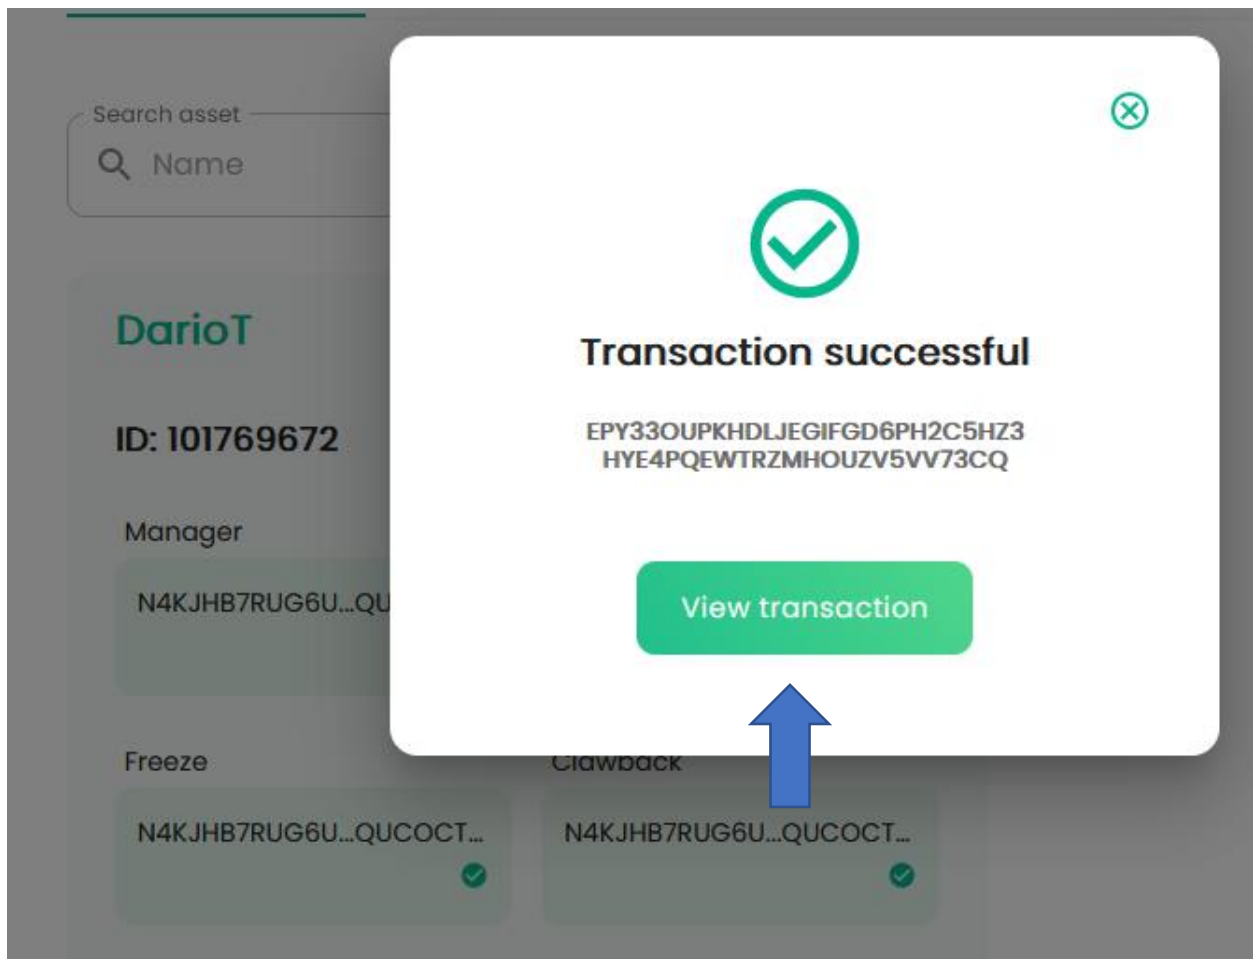 Search asset
Name
DarioT
ID: 101769672
Manager
N4KJHB7RUG6U...QU
Transaction successful
EPY33OUPKHDLJEGIFGD6PH2C5HZ3
HYE4PQEWTRZMHOUZV5VV73CQ
View transaction
Freeze
Clawback
N4KJHB7RUG6U...QUCOCT...
N4KJHB7RUG6U...QUCOCT...